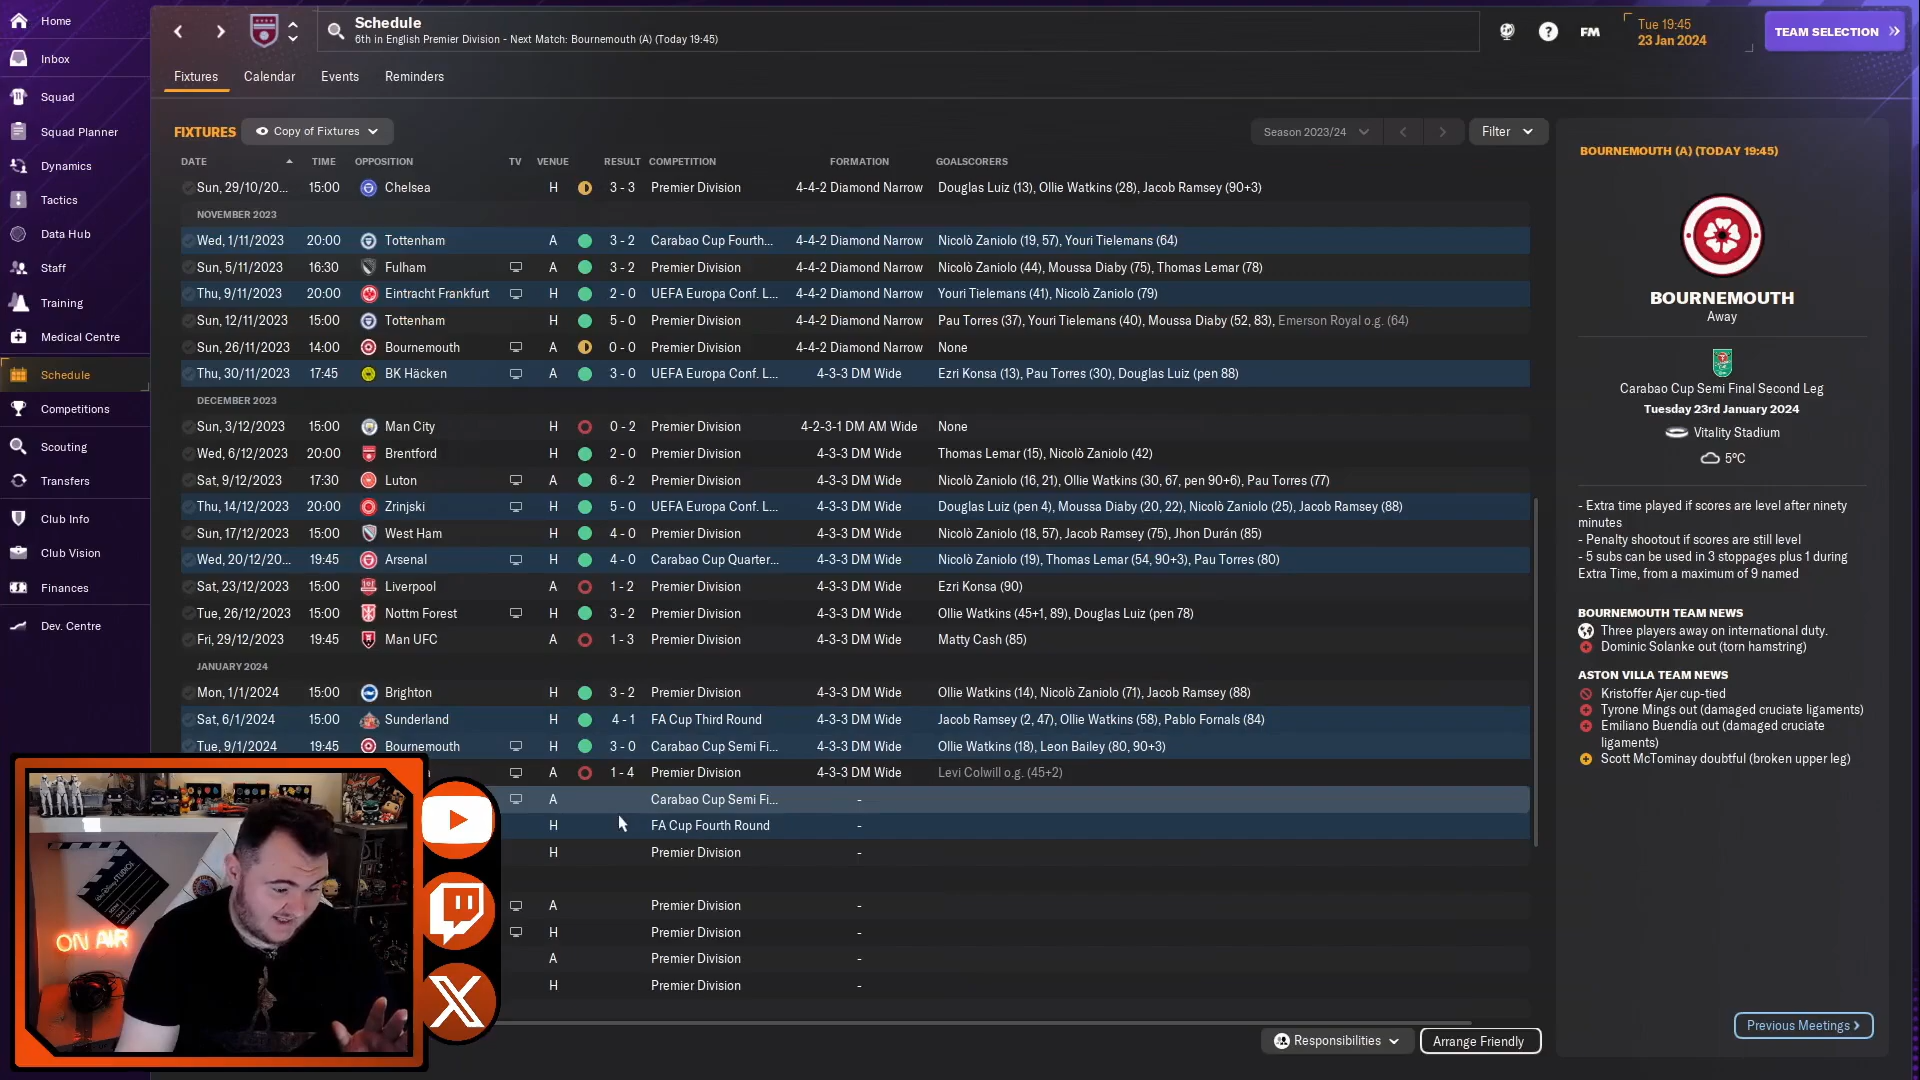 Home
Inbox
Squad
Squad Planner
Dynamics
Tactics
Data Hub
Staff
Training
Medical Centre
Schedule
Competitions
Scouting
Transfers
Club Info
Club Vision
Finances
Dev. Centre
Schedule
6th in English Premier Division - Next Match: Bournemouth (A) (Today 19:45)
FM
Tue 19:45
23 Jan 2024
TEAM SELECTION
Fixtures Calendar Events Reminders
FIXTURES Copy of Fixtures Season 2023/24 Filter
DATE TIME OPPOSITION TV VENUE RESULT COMPETITION FORMATION GOALSCORERS
Sun, 29/10/20... 15:00 Chelsea H 3 - 3 Premier Division 4-4-2 Diamond Narrow Douglas Luiz (13), Ollie Watkins (28), Jacob Ramsey (90+3)
NOVEMBER 2023
Wed, 1/11/2023 20:00 Tottenham A 3 - 2 Carabao Cup Fourth... 4-4-2 Diamond Narrow Nicolò Zaniolo (19, 57), Youri Tielemans (64)
Sun, 5/11/2023 16:30 Fulham A 3 - 2 Premier Division 4-4-2 Diamond Narrow Nicolò Zaniolo (44), Moussa Diaby (75), Thomas Lemar (78)
Thu, 9/11/2023 20:00 Eintracht Frankfurt H 2 - 0 UEFA Europa Conf. L... 4-4-2 Diamond Narrow Youri Tielemans (41), Nicolò Zaniolo (79)
Sun, 12/11/2023 15:00 Tottenham H 5 - 0 Premier Division 4-4-2 Diamond Narrow Pau Torres (37), Youri Tielemans (40), Moussa Diaby (52, 83), Emerson Royal o.g. (64)
Sun, 26/11/2023 14:00 Bournemouth A 0 - 0 Premier Division 4-4-2 Diamond Narrow None
Thu, 30/11/2023 17:45 BK Häcken A 3 - 0 UEFA Europa Conf. L... 4-3-3 DM Wide Ezri Konsa (13), Pau Torres (30), Douglas Luiz (pen 88)
DECEMBER 2023
Sun, 3/12/2023 15:00 Man City H 0 - 2 Premier Division 4-2-3-1 DM AM Wide None
Wed, 6/12/2023 20:00 Brentford H 2 - 0 Premier Division 4-3-3 DM Wide Thomas Lemar (15), Nicolò Zaniolo (42)
Sat, 9/12/2023 17:30 Luton A 6 - 2 Premier Division 4-3-3 DM Wide Nicolò Zaniolo (16, 21), Ollie Watkins (30, 67, pen 90+6), Pau Torres (77)
Thu, 14/12/2023 20:00 Zrinjski H 5 - 0 UEFA Europa Conf. L... 4-3-3 DM Wide Douglas Luiz (pen 4), Moussa Diaby (20, 22), Nicolò Zaniolo (25), Jacob Ramsey (88)
Sun, 17/12/2023 15:00 West Ham H 4 - 0 Premier Division 4-3-3 DM Wide Nicolò Zaniolo (18, 57), Jacob Ramsey (75), Jhon Durán (85)
Wed, 20/12/20... 19:45 Arsenal H 4 - 0 Carabao Cup Quarter... 4-3-3 DM Wide Nicolò Zaniolo (19), Thomas Lemar (54, 90+3), Pau Torres (80)
Sat, 23/12/2023 15:00 Liverpool A 1 - 2 Premier Division 4-3-3 DM Wide Ezri Konsa (90)
Tue, 26/12/2023 15:00 Nottm Forest H 3 - 2 Premier Division 4-3-3 DM Wide Ollie Watkins (45+1, 89), Douglas Luiz (pen 78)
Fri, 29/12/2023 19:45 Man UFC A 1 - 3 Premier Division 4-3-3 DM Wide Matty Cash (85)
JANUARY 2024
Mon, 1/1/2024 15:00 Brighton H 3 - 2 Premier Division 4-3-3 DM Wide Ollie Watkins (14), Nicolò Zaniolo (71), Jacob Ramsey (88)
Sat, 6/1/2024 15:00 Sunderland H 4 - 1 FA Cup Third Round 4-3-3 DM Wide Jacob Ramsey (2, 47), Ollie Watkins (58), Pablo Fornals (84)
Tue, 9/1/2024 19:45 Bournemouth H 3 - 0 Carabao Cup Semi Fi... 4-3-3 DM Wide Ollie Watkins (18), Leon Bailey (80, 90+3)
A 1 - 4 Premier Division 4-3-3 DM Wide Levi Colwill o.g. (45+2)
A Carabao Cup Semi Fi... -
H FA Cup Fourth Round -
H Premier Division -
A Premier Division -
H Premier Division -
A Premier Division -
H Premier Division -
Responsibilities Arrange Friendly
BOURNEMOUTH (A) (TODAY 19:45)
BOURNEMOUTH
Away
Carabao Cup Semi Final Second Leg
Tuesday 23rd January 2024
Vitality Stadium
5°C
- Extra time played if scores are level after ninety
minutes
- Penalty shootout if scores are still level
- 5 subs can be used in 3 stoppages plus 1 during
Extra Time, from a maximum of 9 named
BOURNEMOUTH TEAM NEWS
Three players away on international duty.
Dominic Solanke out (torn hamstring)
ASTON VILLA TEAM NEWS
Kristoffer Ajer cup-tied
Tyrone Mings out (damaged cruciate ligaments)
Emiliano Buendía out (damaged cruciate
ligaments)
Scott McTominay doubtful (broken upper leg)
Previous Meetings
ON AIR